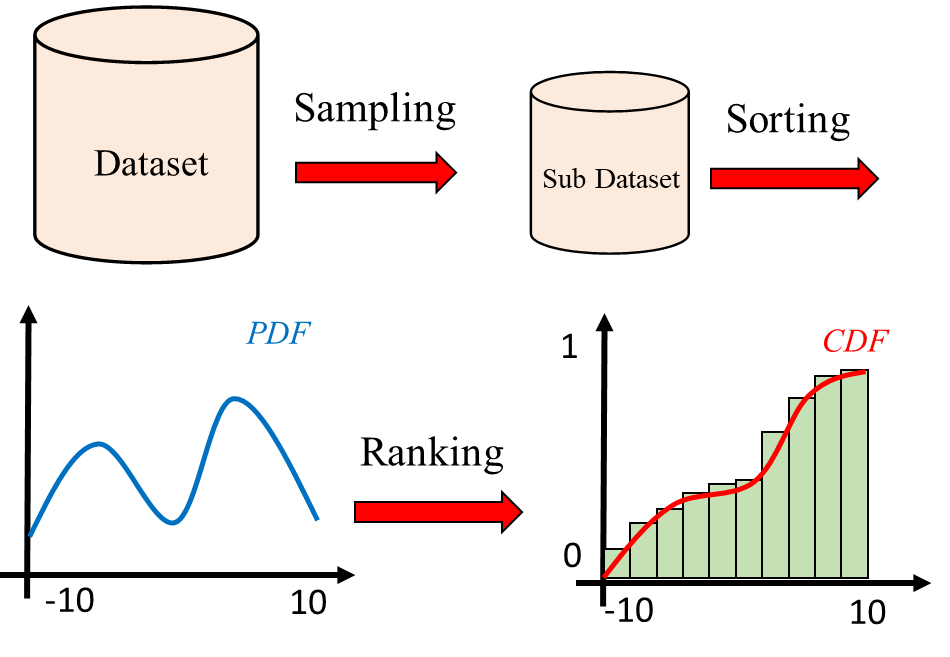 Sampling
Sorting
Dataset
Sub Dataset
PDF
CDF
1
Ranking
0
-10
10
-10
10